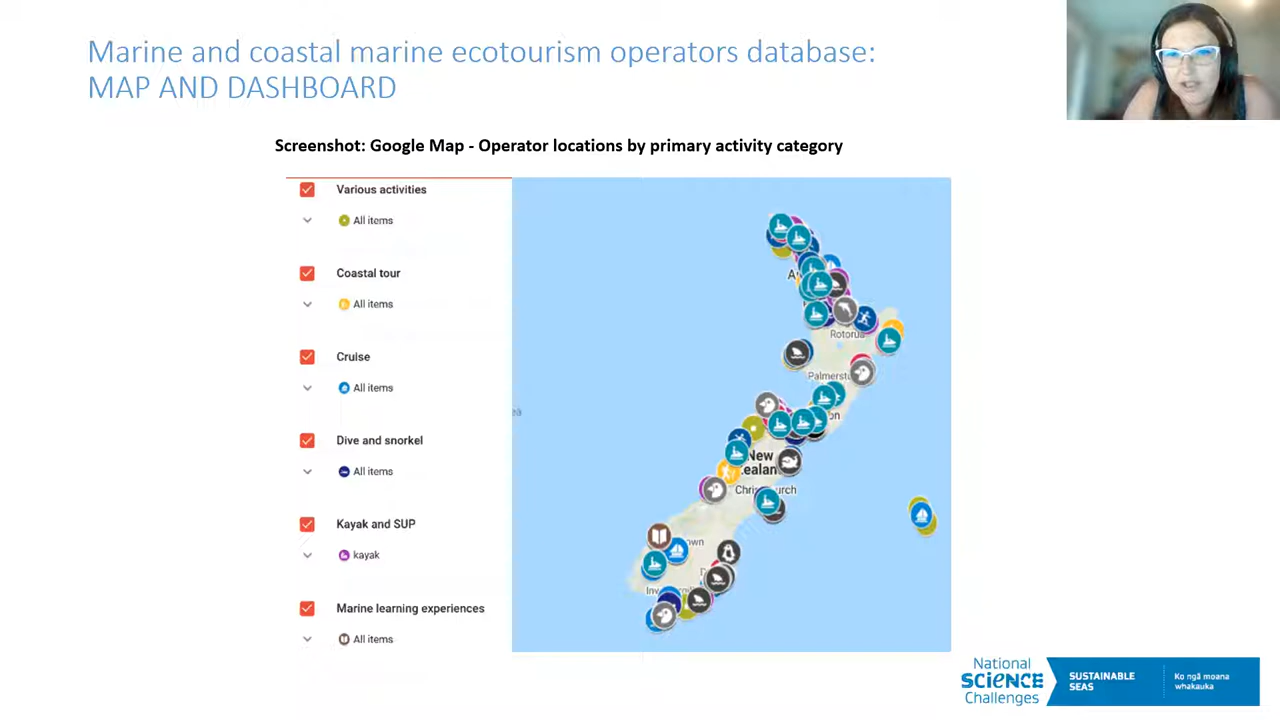 Marine and coastal marine ecotourism operators database:
MAP AND DASHBOARD
Screenshot: Google Map - Operator locations by primary activity category
Various activities
All items
Coastal tour
All items
Cruise
All items
Dive and snorkel
All items
Kayak and SUP
kayak
Marine learning experiences
All items
Rotorua
Palmerst
New
Zealand
National
SCIENCE
Challenges
SUSTAINABLE
SEAS
Ko ngā moana
whakauka